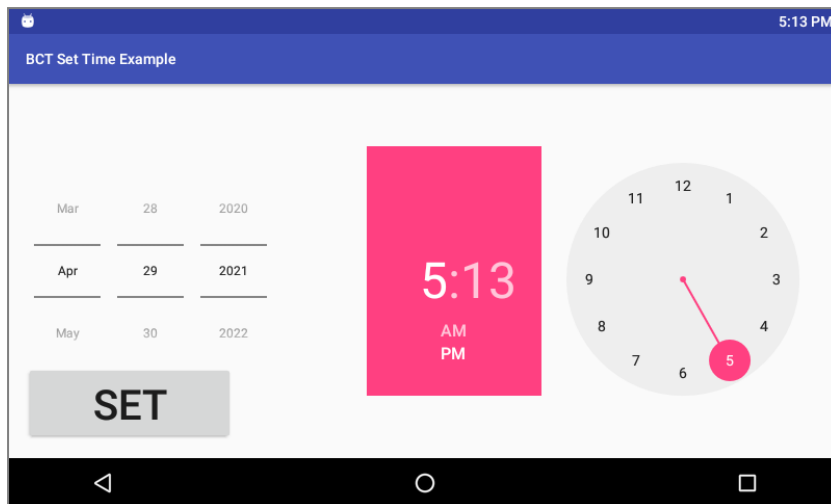 5:13 PM
BCT Set Time Example
Mar 28 2020
Apr 29 2021
May 30 2022
SET
5:13
AM
PM
12
11 1
10 2
9 3
8 4
7 5
6